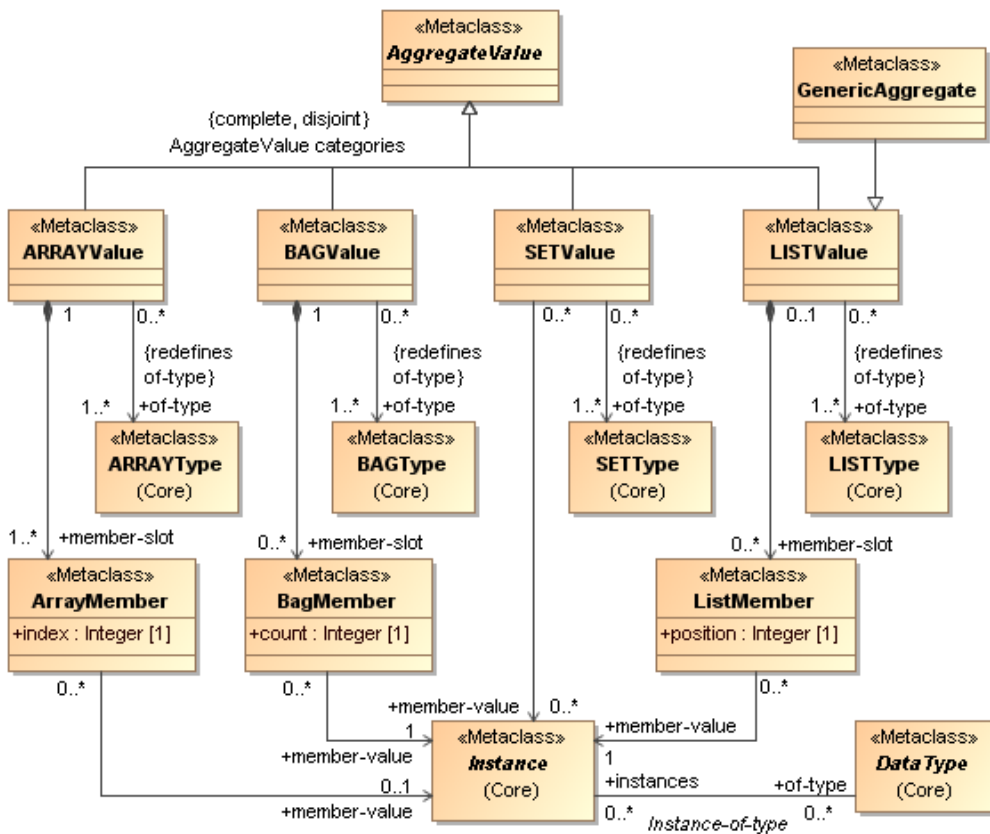 «Metaclass»
AggregateValue
«Metaclass»
GenericAggregate
{complete, disjoint}
AggregateValue categories
«Metaclass»
ARRAYValue
«Metaclass»
BAGValue
«Metaclass»
SETValue
«Metaclass»
LISTValue
1
0..*
1
0..*
0..*
0..*
0..1
0..*
{redefines
of-type}
{redefines
of-type}
{redefines
of-type}
{redefines
of-type}
1..*
+of-type
1..*
+of-type
1..*
+of-type
1..*
+of-type
«Metaclass»
ARRAYType
(Core)
«Metaclass»
BAGType
(Core)
«Metaclass»
SETType
(Core)
«Metaclass»
LISTType
(Core)
1..*
+member-slot
0..*
+member-slot
0..*
+member-slot
«Metaclass»
ArrayMember
+index : Integer [1]
«Metaclass»
BagMember
+count : Integer [1]
«Metaclass»
ListMember
+position : Integer [1]
0..*
0..*
0..*
+member-value
0..*
+member-value
1
+member-value
1
0..1
+member-value
«Metaclass»
Instance
(Core)
«Metaclass»
DataType
(Core)
+instances
+of-type
0..*
0..*
Instance-of-type